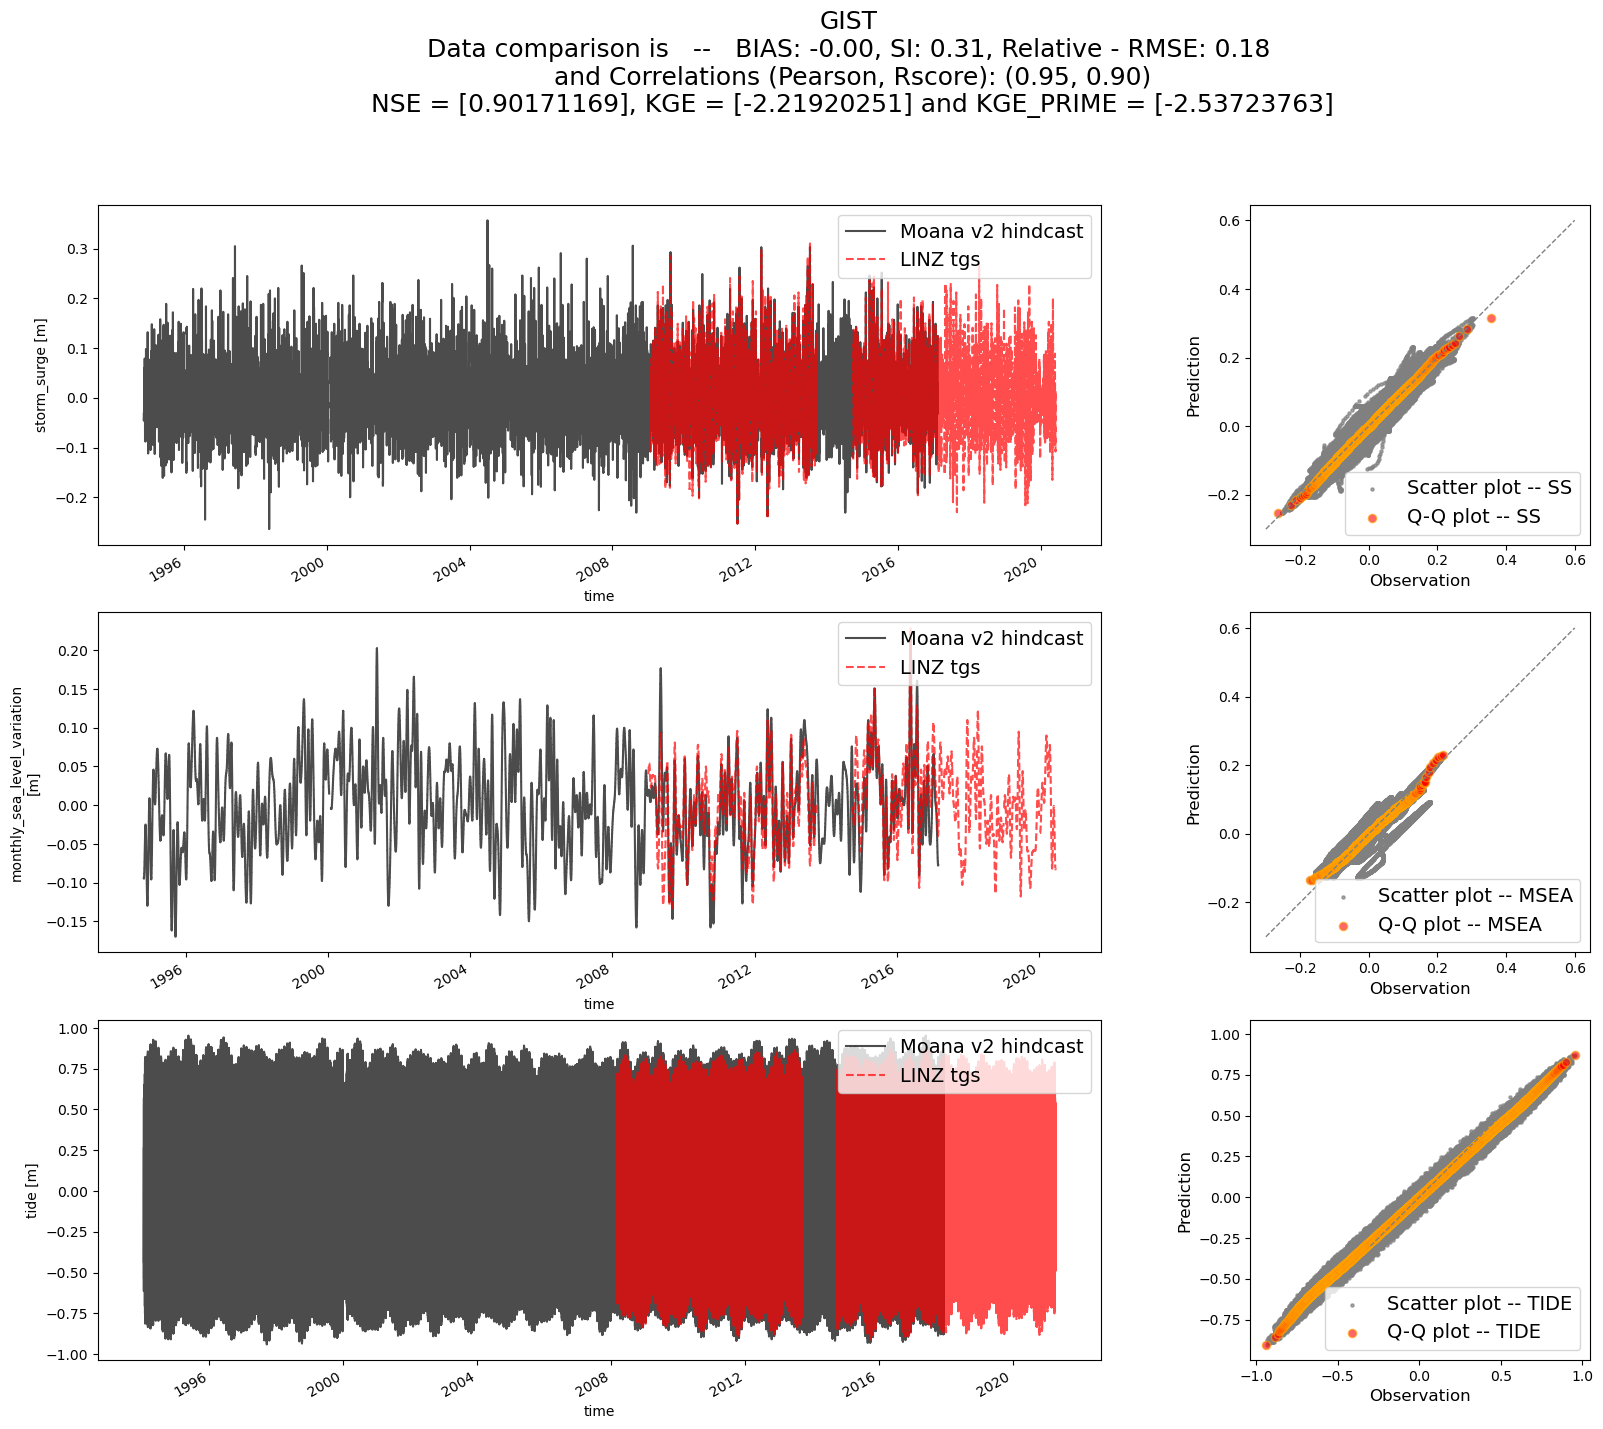 GIST
Data comparison is -- BIAS: -0.00, SI: 0.31, Relative - RMSE: 0.18
and Correlations (Pearson, Rscore): (0.95, 0.90)
NSE = [0.90171169], KGE = [-2.21920251] and KGE_PRIME = [-2.53723763]
storm_surge [m]
0.3
0.2
0.1
0.0
−0.1
−0.2
Moana v2 hindcast
LINZ tgs
1996
2000
2004
2008
2012
2016
2020
time
Prediction
0.6
0.4
0.2
0.0
−0.2
Scatter plot -- SS
Q-Q plot -- SS
−0.2
0.0
0.2
0.4
0.6
Observation
monthly_sea_level_variation
[m]
0.20
0.15
0.10
0.05
0.00
−0.05
−0.10
−0.15
Moana v2 hindcast
LINZ tgs
1996
2000
2004
2008
2012
2016
2020
time
Prediction
0.6
0.4
0.2
0.0
−0.2
Scatter plot -- MSEA
Q-Q plot -- MSEA
−0.2
0.0
0.2
0.4
0.6
Observation
tide [m]
1.00
0.75
0.50
0.25
0.00
−0.25
−0.50
−0.75
−1.00
Moana v2 hindcast
LINZ tgs
1996
2000
2004
2008
2012
2016
2020
time
Prediction
1.00
0.75
0.50
0.25
0.00
−0.25
−0.50
−0.75
Scatter plot -- TIDE
Q-Q plot -- TIDE
−1.0
−0.5
0.0
0.5
1.0
Observation